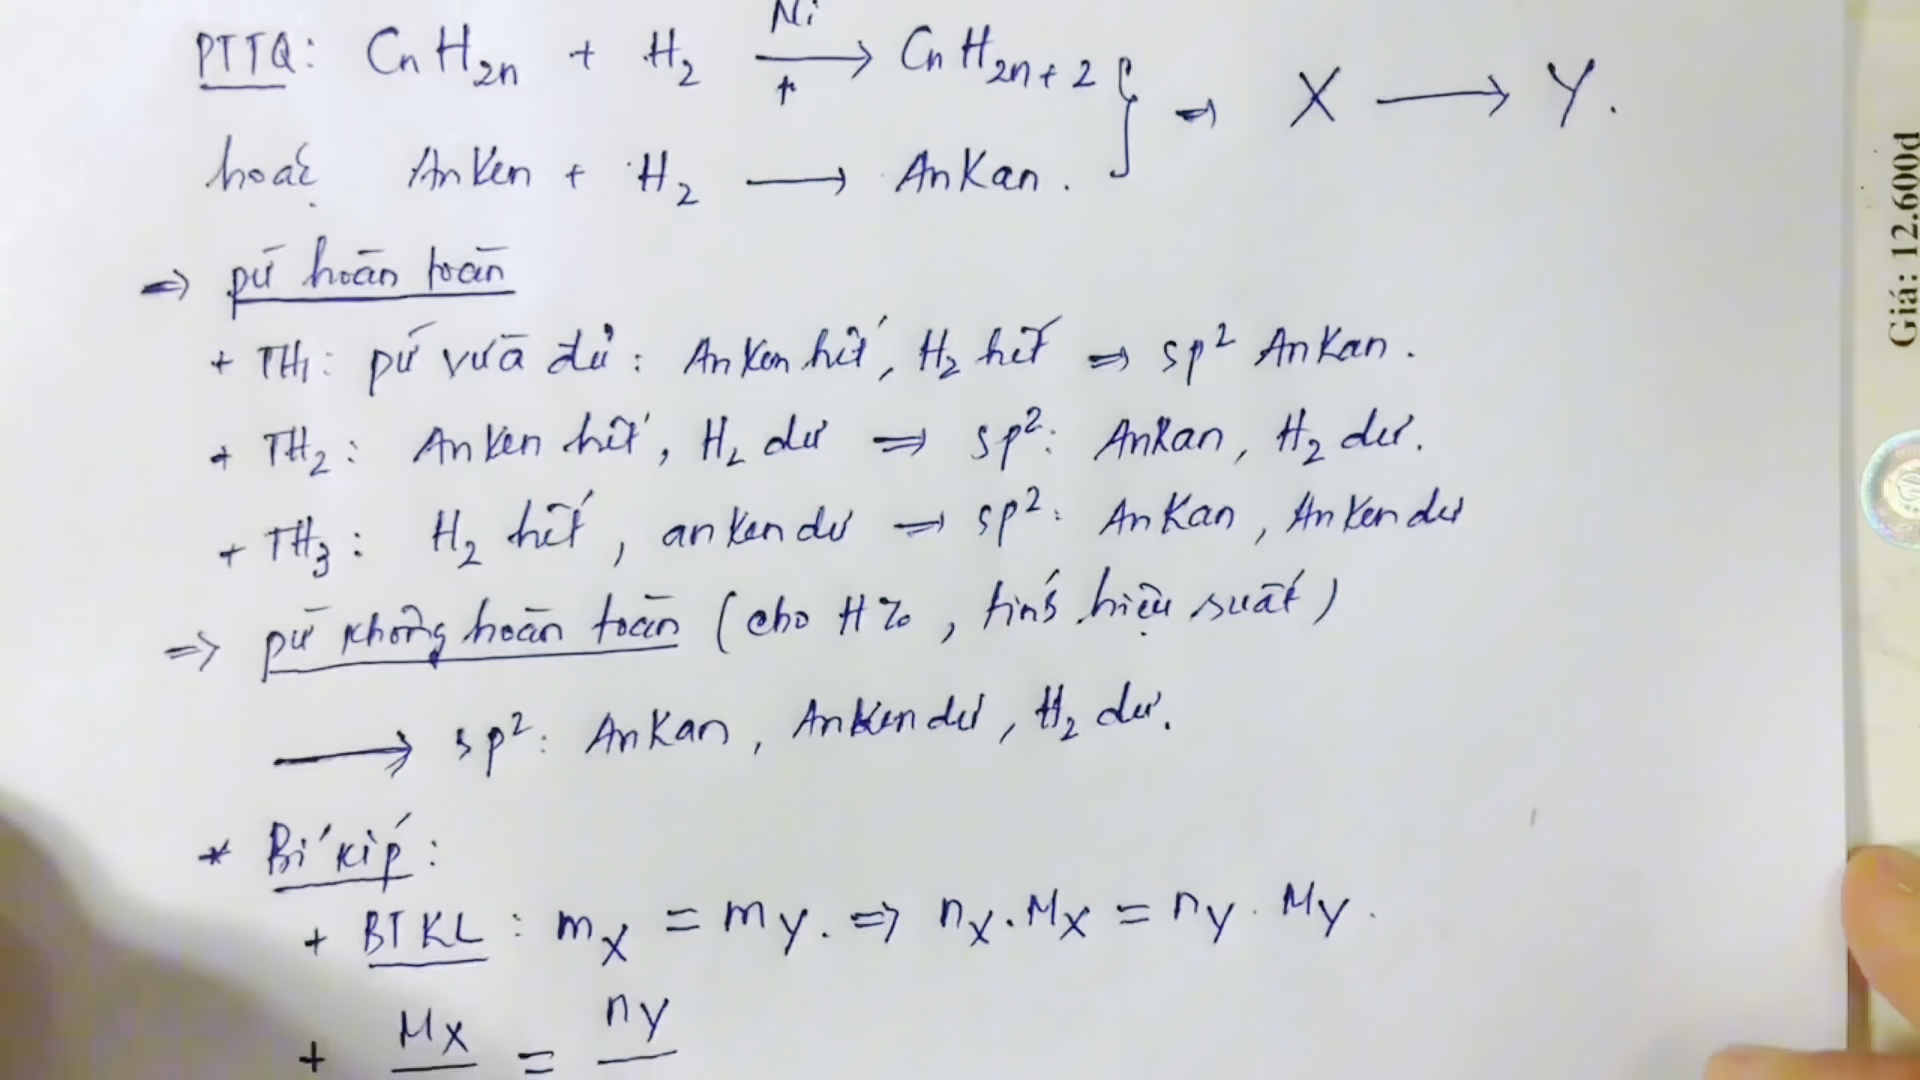 PTTQ: CnH2n + H2 Ni → t CnH2n+2 } ⇒ X → Y.
hoặc AnKen + H2 → AnKan.
⇒ pứ hoàn toàn
+ TH1: pứ vừa đủ: AnKen hết, H2 hết ⇒ sp² AnKan.
+ TH2: AnKen hết, H2 dư ⇒ sp²: AnKan, H2 dư.
+ TH3: H2 hết, anken dư ⇒ sp²: AnKan, AnKen dư
⇒ pứ không hoàn toàn (cho H%, tính hiệu suất)
→ sp²: AnKan, AnKen dư, H2 dư.
* Bí kíp:
+ BTKL: mX = mY. ⇒ nX.MX = nY.MY.
+ MX = nY
Giá: 12.600đ